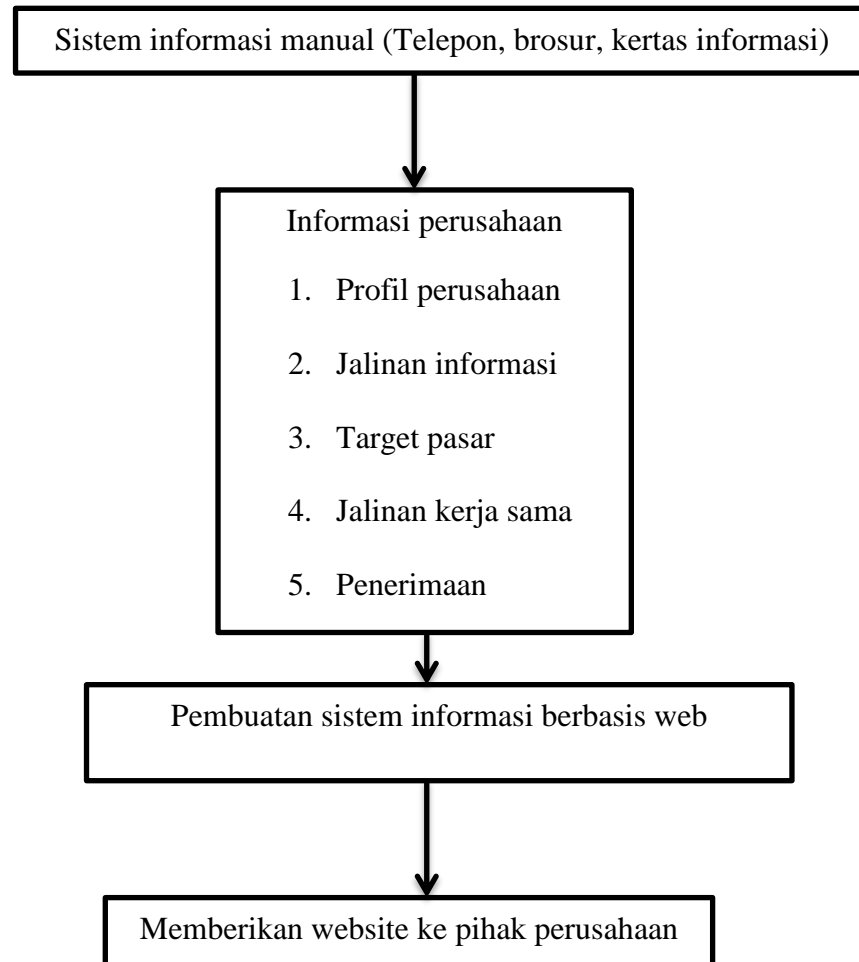 Sistem informasi manual (Telepon, brosur, kertas informasi)
Informasi perusahaan
1. Profil perusahaan
2. Jalinan informasi
3. Target pasar
4. Jalinan kerja sama
5. Penerimaan
Pembuatan sistem informasi berbasis web
Memberikan website ke pihak perusahaan